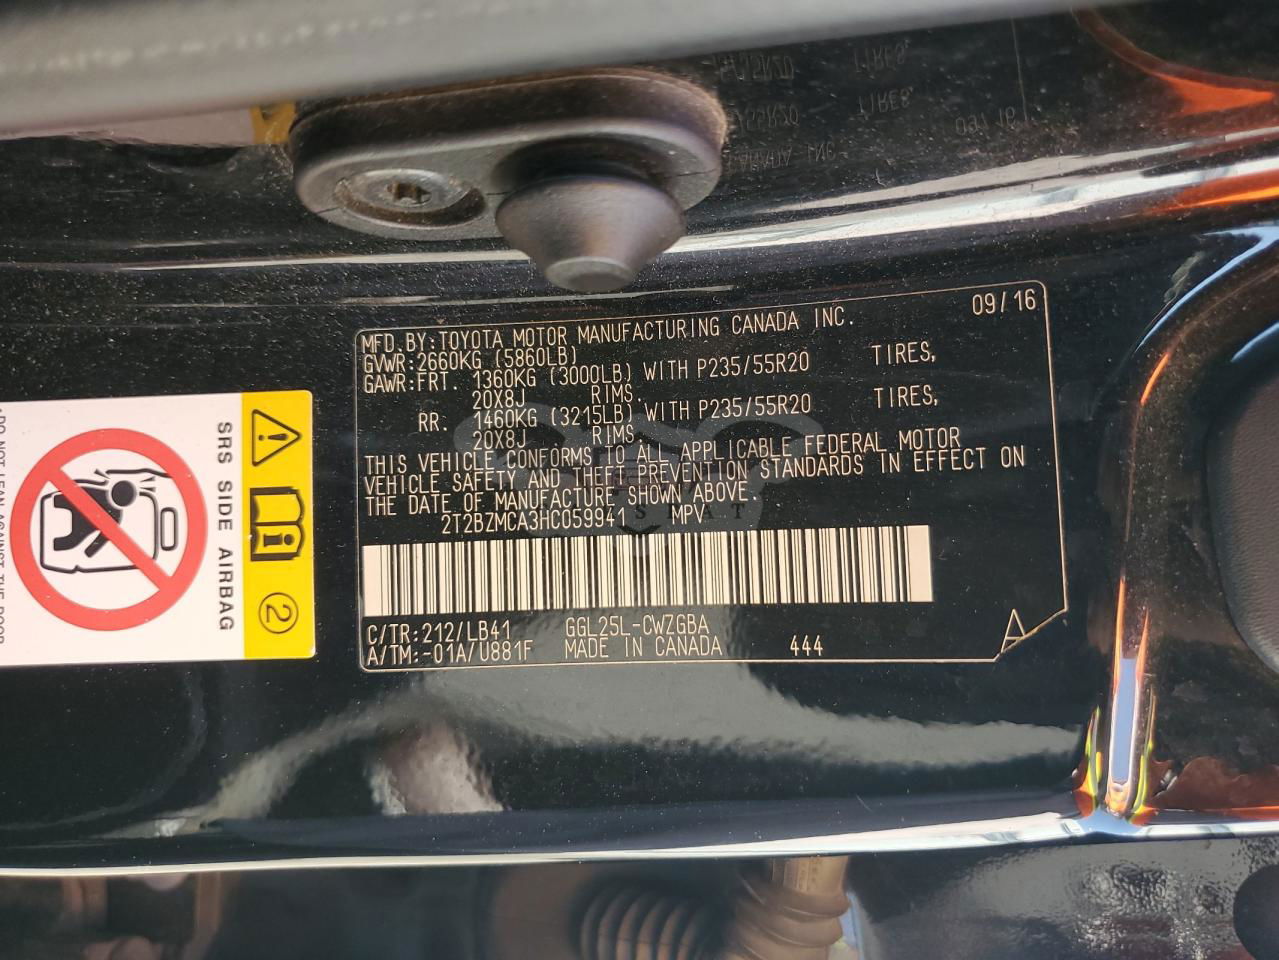 MFD. BY: TOYOTA MOTOR MANUFACTURING CANADA INC. 09/16
GVWR: 2660KG (5860LB)
GAWR: FRT. 1360KG (3000LB) WITH P235/55R20 TIRES,
20X8J RIMS.
RR. 1460KG (3215LB) WITH P235/55R20 TIRES,
20X8J RIMS.
THIS VEHICLE CONFORMS TO ALL APPLICABLE FEDERAL MOTOR
VEHICLE SAFETY AND THEFT PREVENTION STANDARDS IN EFFECT ON
THE DATE OF MANUFACTURE SHOWN ABOVE.
2T2BZMCA3HC059941 MPV
C/TR: 212/LB41 GGL25L-CWZGBA
A/TM: -01A/U881F MADE IN CANADA 444
A
SRS SIDE AIRBAG
2